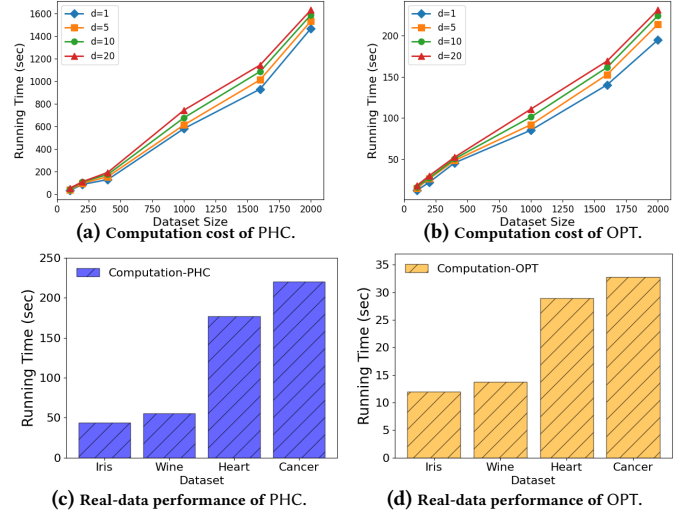 1600
1400
1200
1000
800
600
400
200
0
Running Time (sec)
d=1
d=5
d=10
d=20
0 250 500 750 1000 1250 1500 1750 2000
Dataset Size
(a) Computation cost of PHC.
200
150
100
50
Running Time (sec)
d=1
d=5
d=10
d=20
0 250 500 750 1000 1250 1500 1750 2000
Dataset Size
(b) Computation cost of OPT.
250
200
150
100
50
0
Running Time (sec)
Computation-PHC
Iris Wine Heart Cancer
Dataset
(c) Real-data performance of PHC.
35
30
25
20
15
10
5
0
Running Time (sec)
Computation-OPT
Iris Wine Heart Cancer
Dataset
(d) Real-data performance of OPT.